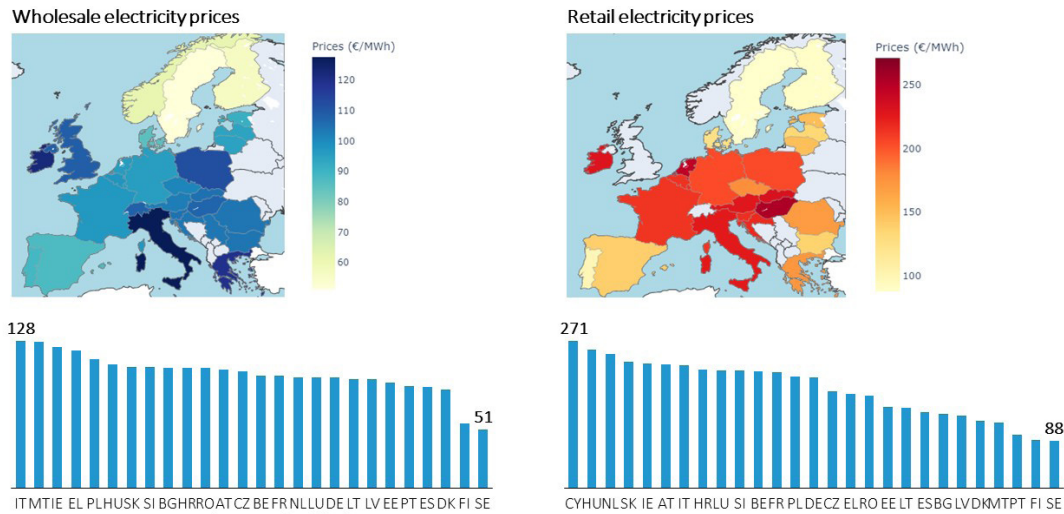 Wholesale electricity prices
Prices (€/MWh)
120
110
100
90
80
70
60
128
51
IT MT IE EL PL HU SK SI BG HR RO AT CZ BE FR NL LU DE LT LV EE PT ES DK FI SE
Retail electricity prices
Prices (€/MWh)
250
200
150
100
271
88
CY HU NL SK IE AT IT HR LU SI BE FR PL DE CZ EL RO EE LT ES BG LV DK MT PT FI SE